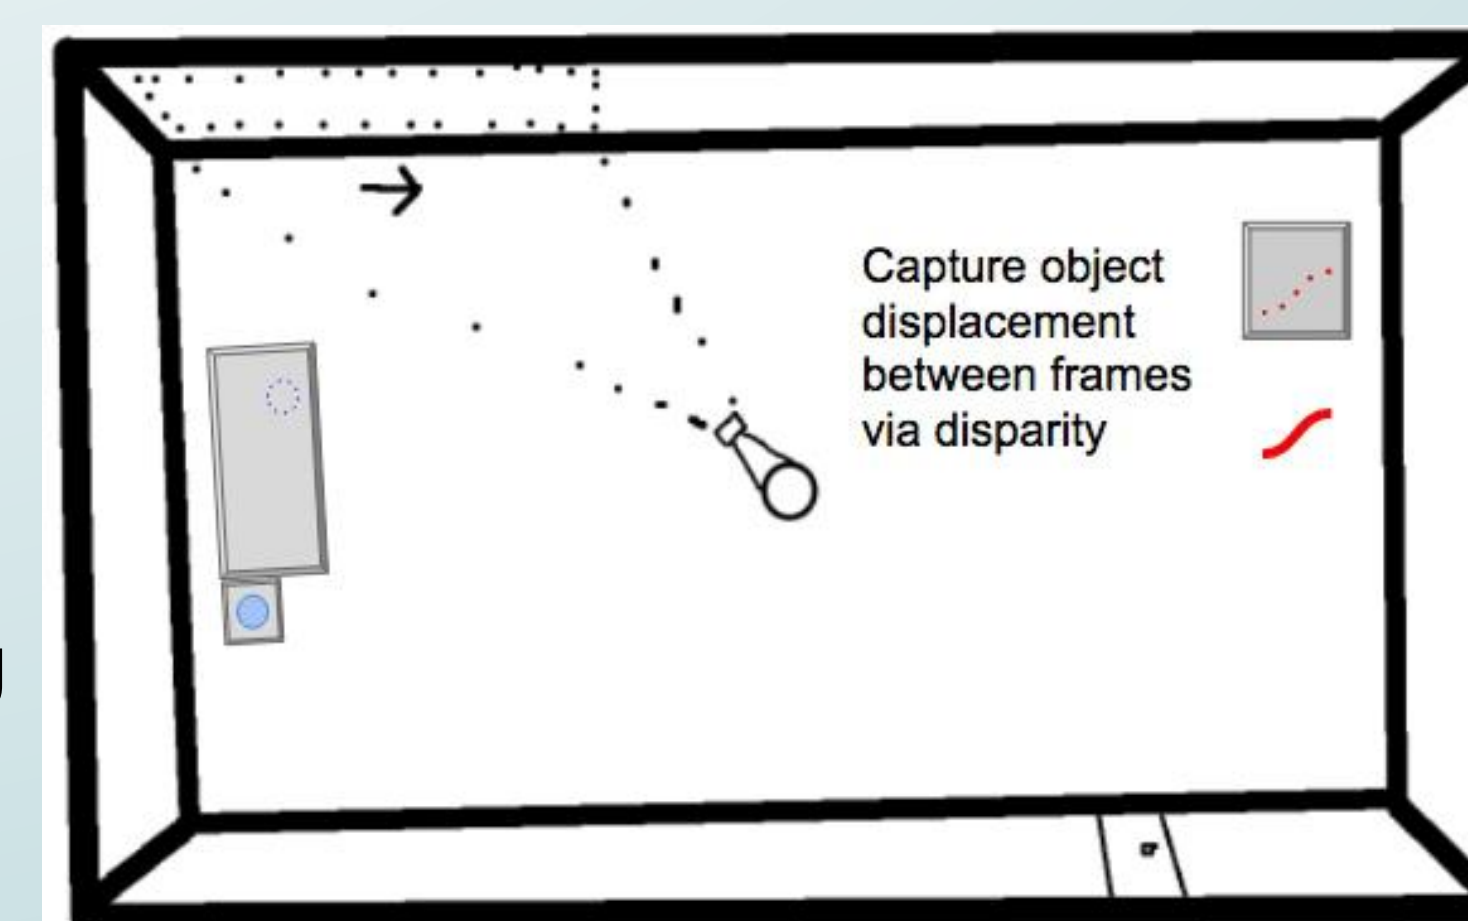 Capture object
displacement
between frames
via disparity